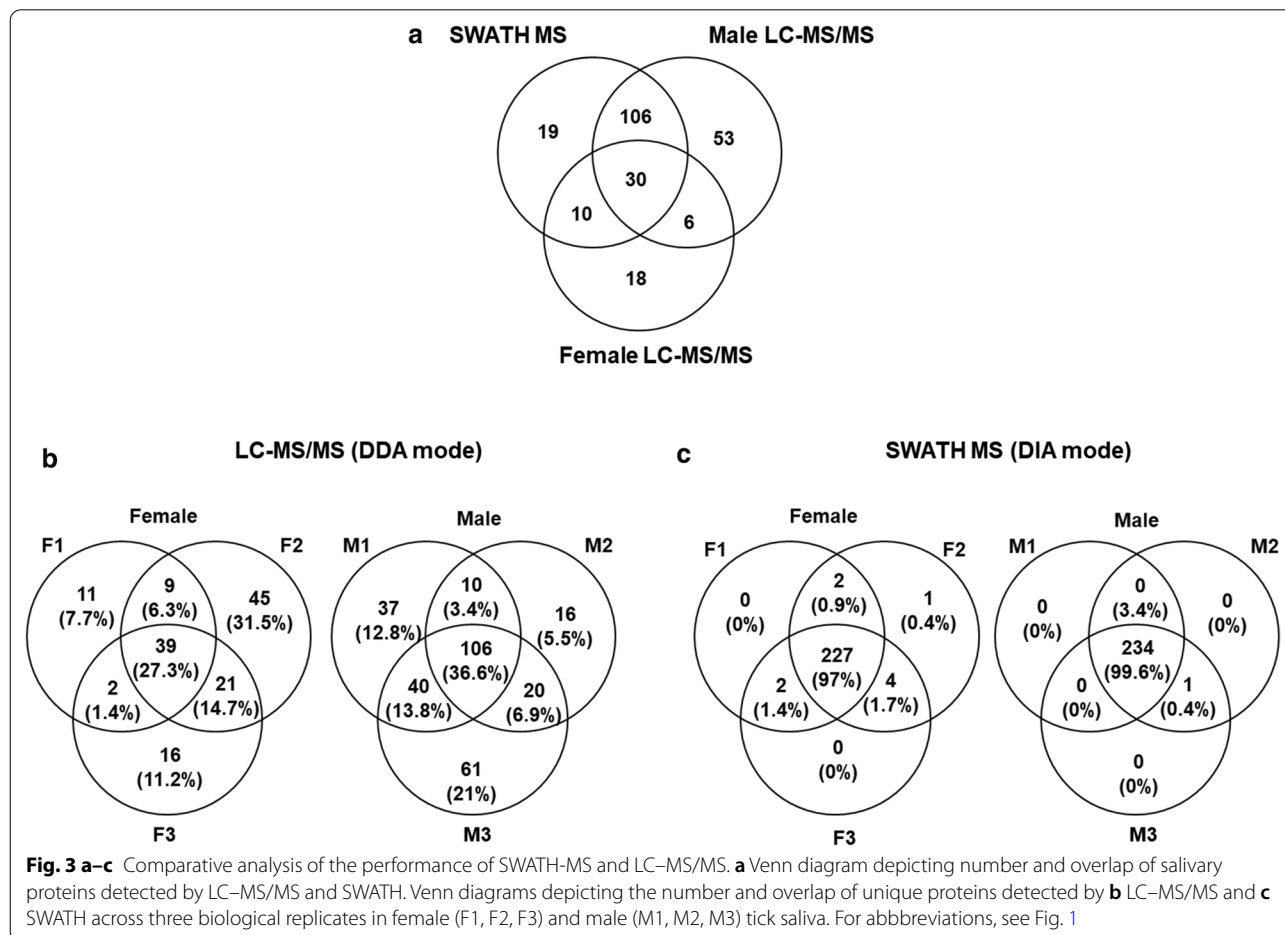 a
SWATH MS
Male LC-MS/MS
19
106
53
30
10
6
18
Female LC-MS/MS
b
LC-MS/MS (DDA mode)
Female
F1
F2
11
(7.7%)
9
(6.3%)
45
(31.5%)
39
(27.3%)
2
(1.4%)
21
(14.7%)
16
(11.2%)
F3
Male
M1
M2
37
(12.8%)
10
(3.4%)
16
(5.5%)
106
(36.6%)
40
(13.8%)
20
(6.9%)
61
(21%)
M3
c
SWATH MS (DIA mode)
Female
F1
F2
0
(0%)
2
(0.9%)
1
(0.4%)
227
(97%)
2
(1.4%)
4
(1.7%)
0
(0%)
F3
Male
M1
M2
0
(0%)
0
(3.4%)
0
(0%)
234
(99.6%)
0
(0%)
1
(0.4%)
0
(0%)
M3
Fig. 3 a–c Comparative analysis of the performance of SWATH-MS and LC–MS/MS. a Venn diagram depicting number and overlap of salivary
proteins detected by LC–MS/MS and SWATH. Venn diagrams depicting the number and overlap of unique proteins detected by b LC–MS/MS and c
SWATH across three biological replicates in female (F1, F2, F3) and male (M1, M2, M3) tick saliva. For abbbreviations, see Fig. 1